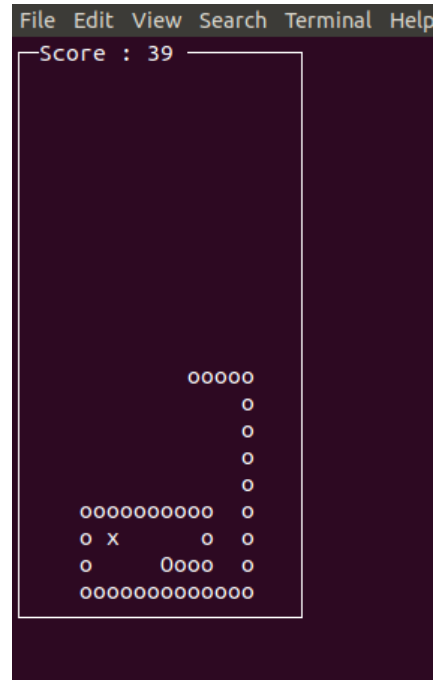 File Edit View Search Terminal Help
Score : 39
ooooo
o
o
o
o
oooooooooo  o
o x      o  o
o     Oooo  o
ooooooooooooo